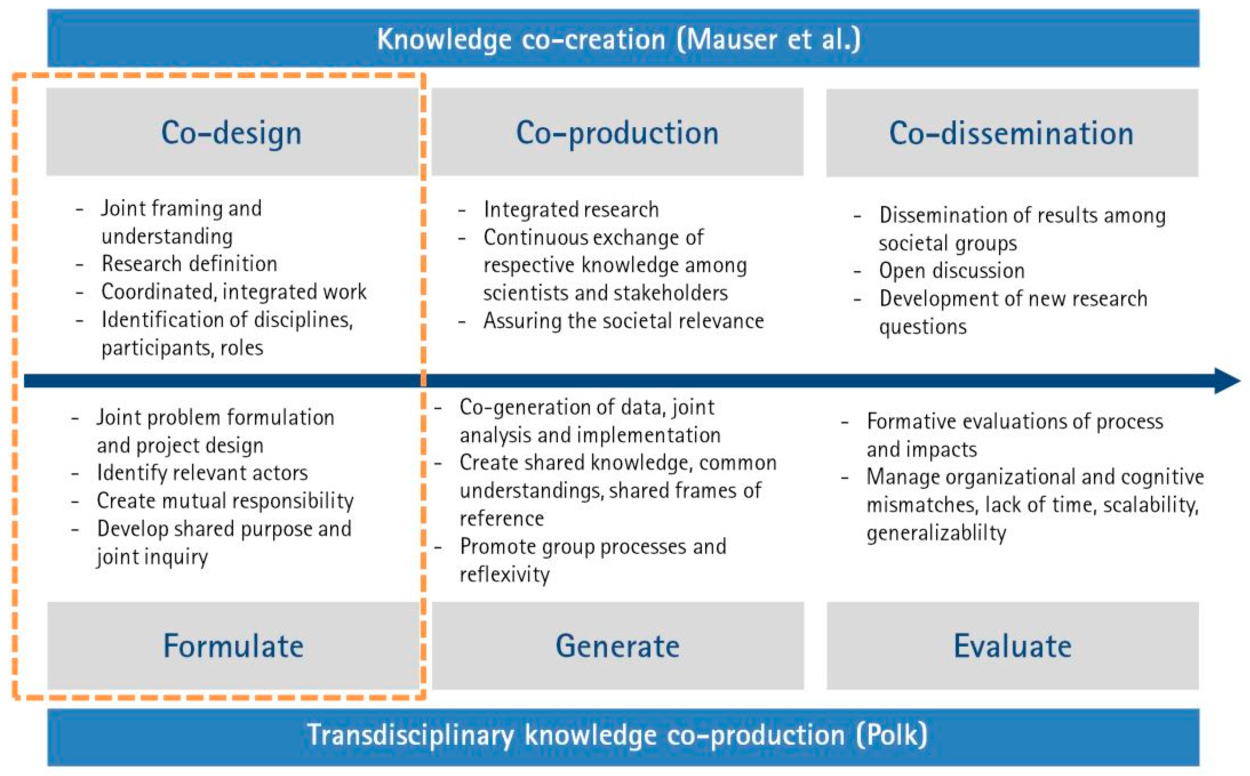 Knowledge co-creation (Mauser et al.)
Co-design
Co-production
Co-dissemination
- Joint framing and
understanding
- Research definition
- Coordinated, integrated work
- Identification of disciplines,
participants, roles
- Integrated research
- Continuous exchange of
respective knowledge among
scientists and stakeholders
- Assuring the societal relevance
- Dissemination of results among
societal groups
- Open discussion
- Development of new research
questions
- Joint problem formulation
and project design
- Identify relevant actors
- Create mutual responsibility
- Develop shared purpose and
joint inquiry
- Co-generation of data, joint
analysis and implementation
- Create shared knowledge, common
understandings, shared frames of
reference
- Promote group processes and
reflexivity
- Formative evaluations of process
and impacts
- Manage organizational and cognitive
mismatches, lack of time, scalability,
generalizablilty
Formulate
Generate
Evaluate
Transdisciplinary knowledge co-production (Polk)